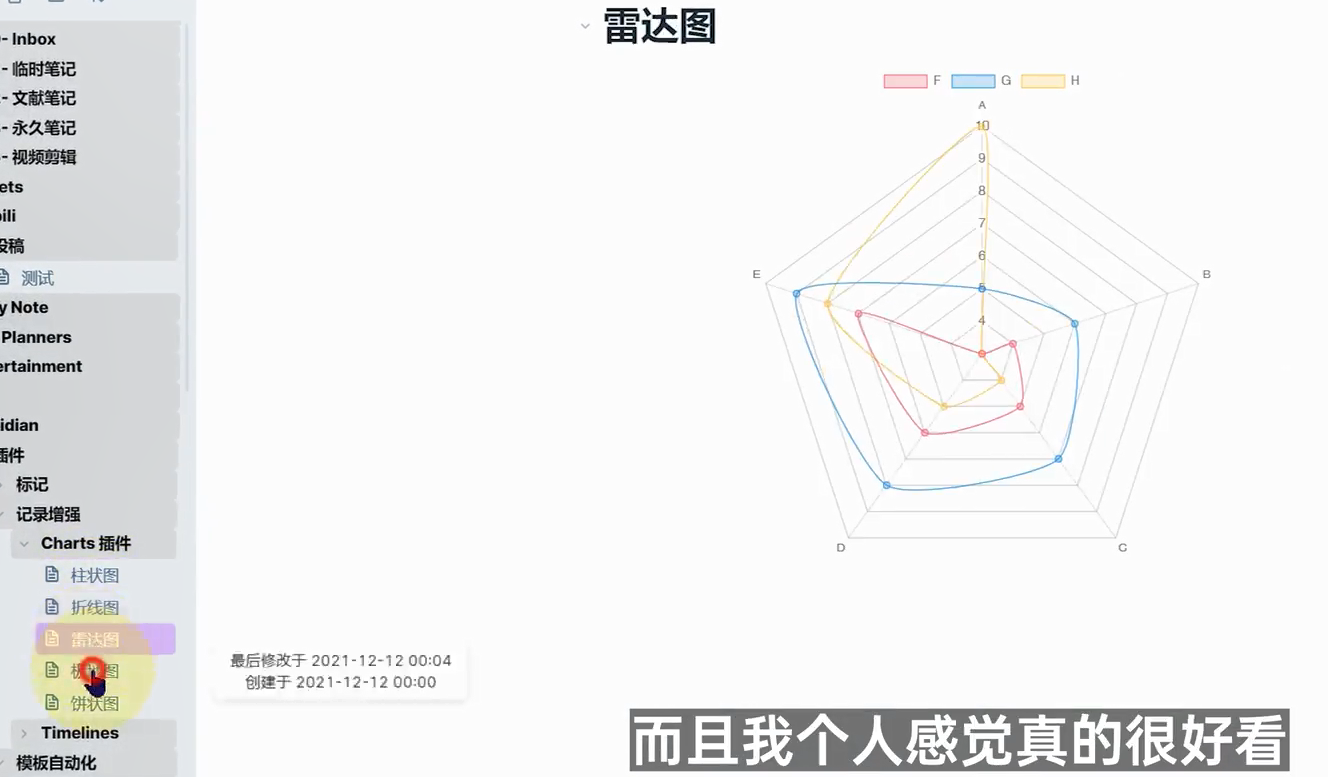 - Inbox
- 临时笔记
- 文献笔记
- 永久笔记
- 视频剪辑
ets
ili
投稿
测试
y Note
Planners
ertainment
idian
插件
标记
记录增强
Charts 插件
柱状图
折线图
雷达图
饼状图
Timelines
模板自动化
雷达图
F G H
A
10
9
8
7
6
5
4
E
B
D
C
最后修改于 2021-12-12 00:04
创建于 2021-12-12 00:00
而且我个人感觉真的很好看